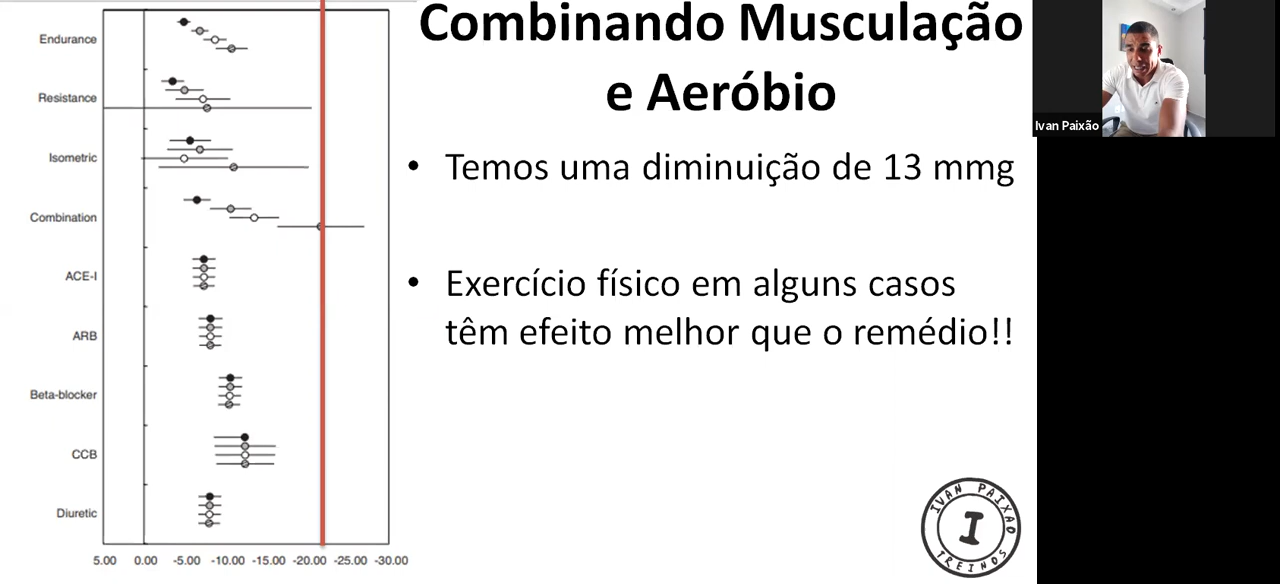 Combinando Musculação
e Aeróbio
• Temos uma diminuição de 13 mmg
• Exercício físico em alguns casos
têm efeito melhor que o remédio!!
Endurance
Resistance
Isometric
Combination
ACE-I
ARB
Beta-blocker
CCB
Diuretic
5.00 0.00 -5.00 -10.00 -15.00 -20.00 -25.00 -30.00
Ivan Paixão
IVAN PAIXAO
I
TREINOS